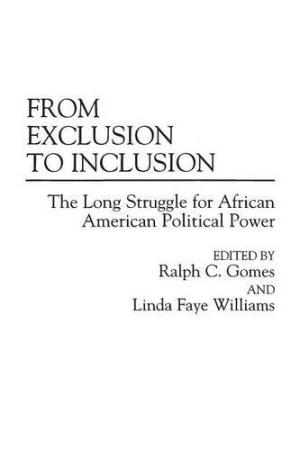 FROM
EXCLUSION
TO INCLUSION
The Long Struggle for African
American Political Power
EDITED BY
Ralph C. Gomes
AND
Linda Faye Williams